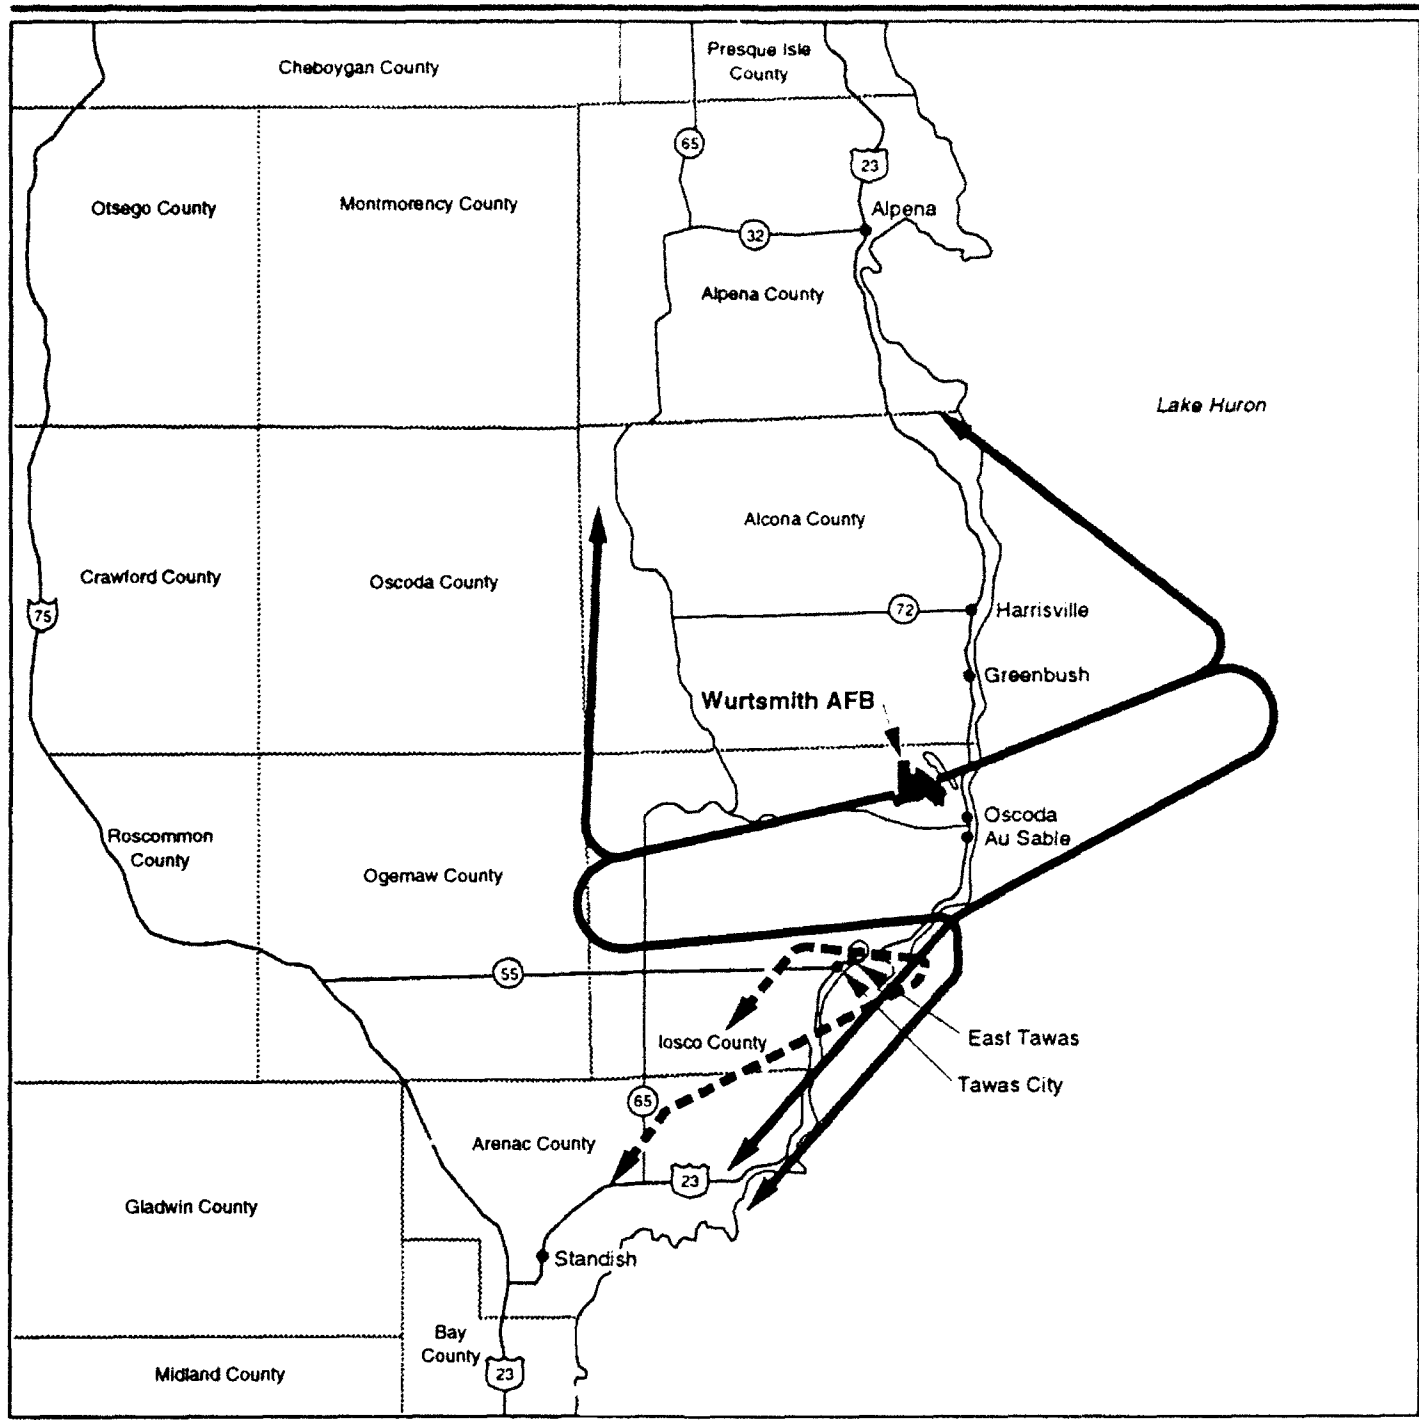 Presque Isle
County
Cheboygan County
65
23
Otsego County
Montmorency County
Alpena
32
Alpena County
Lake Huron
Alcona County
Crawford County
Oscoda County
75
72
Harrisville
Greenbush
Wurtsmith AFB
Oscoda
Au Sable
Roscommon
County
Ogemaw County
55
Iosco County
East Tawas
Tawas City
65
Arenac County
23
Gladwin County
Standish
Bay
County
Midland County
23